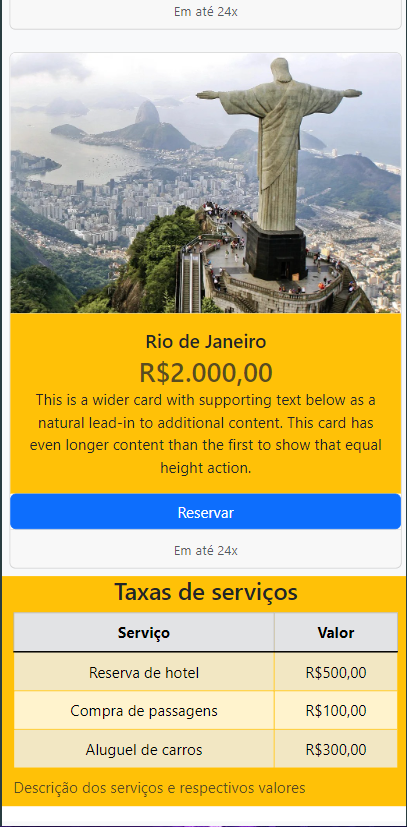 Em até 24x
Rio de Janeiro
R$2.000,00
This is a wider card with supporting text below as a
natural lead-in to additional content. This card has
even longer content than the first to show that equal
height action.
Reservar
Em até 24x
Taxas de serviços
Serviço Valor
Reserva de hotel R$500,00
Compra de passagens R$100,00
Aluguel de carros R$300,00
Descrição dos serviços e respectivos valores